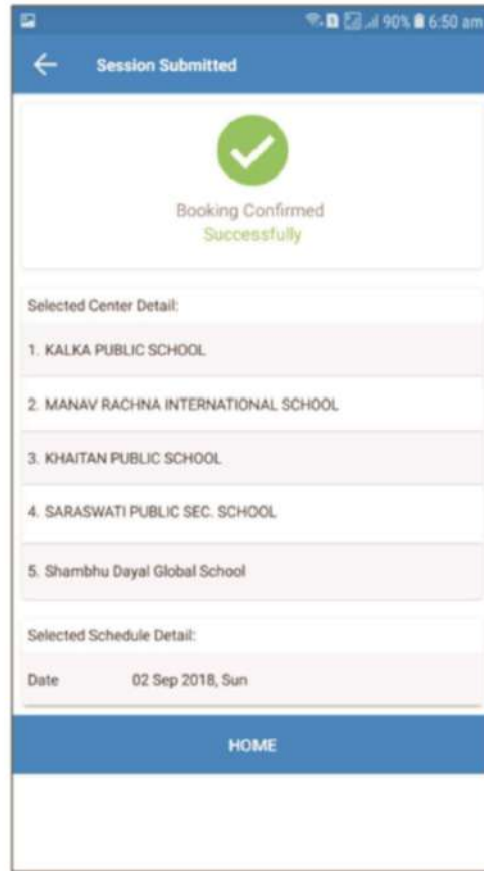 90% 6:50 am
Session Submitted
Booking Confirmed
Successfully
Selected Center Detail:
1. KALKA PUBLIC SCHOOL
2. MANAV RACHNA INTERNATIONAL SCHOOL
3. KHAITAN PUBLIC SCHOOL
4. SARASWATI PUBLIC SEC. SCHOOL
5. Shambhu Dayal Global School
Selected Schedule Detail:
Date 02 Sep 2018, Sun
HOME